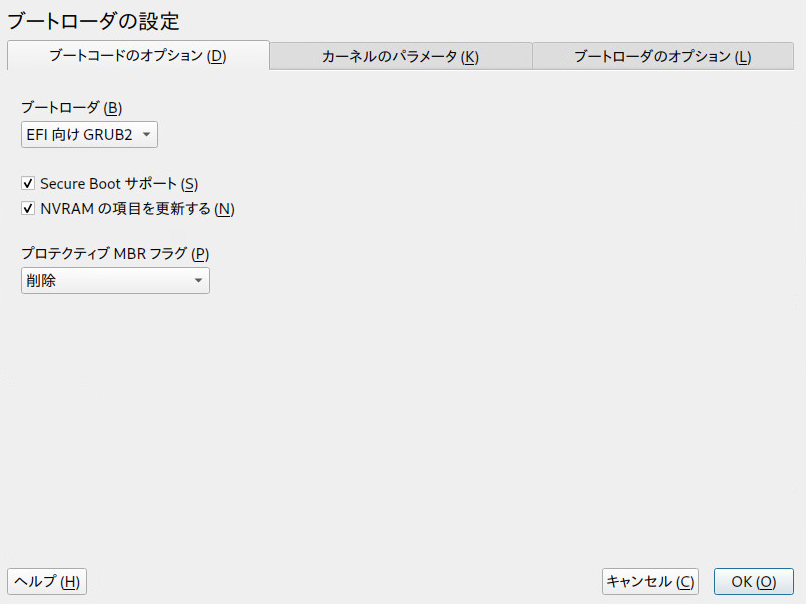 ブートローダの設定
ブートコードのオプション (D)
カーネルのパラメータ (K)
ブートローダのオプション (L)
ブートローダ (B)
EFI 向け GRUB2
Secure Boot サポート (S)
NVRAM の項目を更新する (N)
プロテクティブ MBR フラグ (P)
削除
ヘルプ (H)
キャンセル (C)
OK (O)